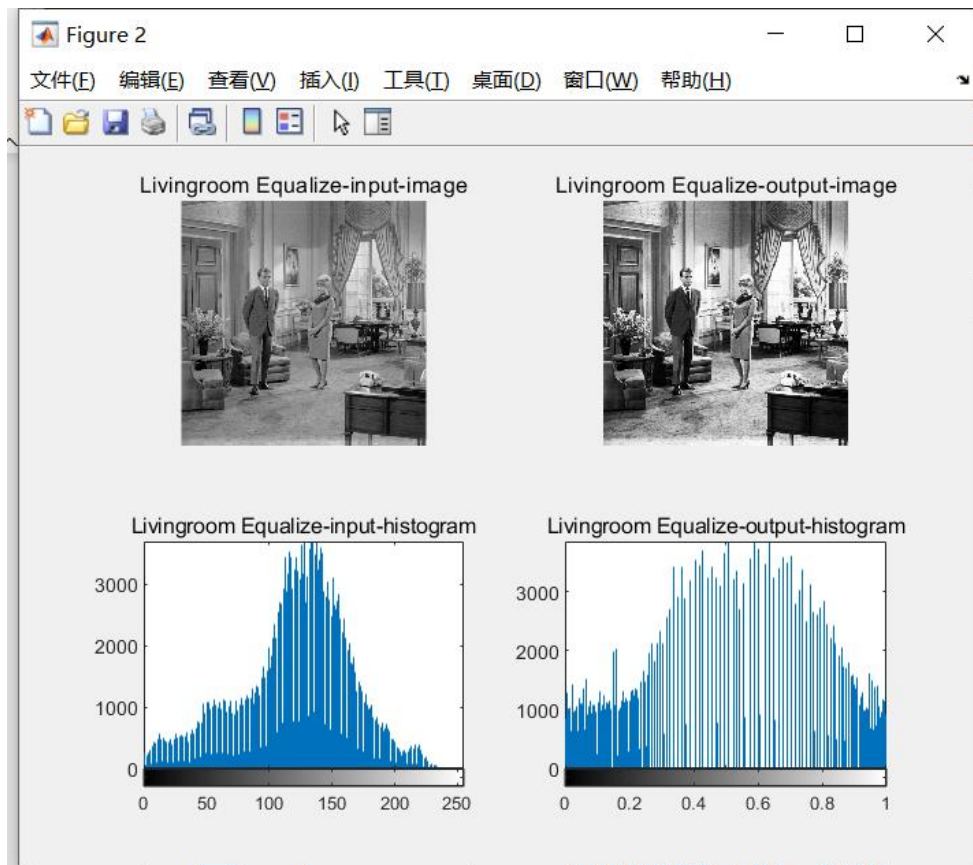 Figure 2
文件(F) 编辑(E) 查看(V) 插入(I) 工具(T) 桌面(D) 窗口(W) 帮助(H)
Livingroom Equalize-input-image Livingroom Equalize-output-image
Livingroom Equalize-input-histogram Livingroom Equalize-output-histogram
3000 3000
2000 2000
1000 1000
0 0
0 50 100 150 200 250 0 0.2 0.4 0.6 0.8 1